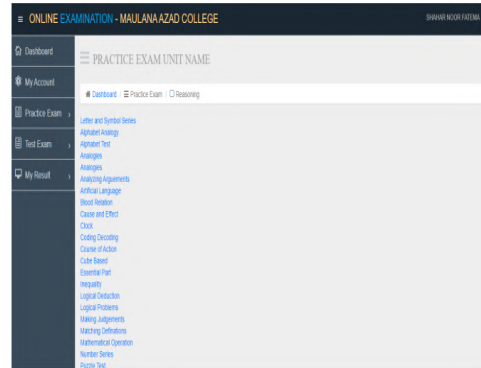 ≡ ONLINE EXAMINATION - MAULANA AZAD COLLEGE
SHAHAR NOOR FATEMA
Dashboard
My Account
Practice Exam
Test Exam
My Result
PRACTICE EXAM UNIT NAME
Dashboard / Practice Exam / Reasoning
Letter and Symbol Series
Alphabet Analogy
Alphabet Test
Analogies
Analogies
Analyzing Arguements
Artifical Language
Blood Relation
Cause and Effect
Clock
Coding Decoding
Course of Action
Cube Based
Essential Part
Inequality
Logical Deduction
Logical Problems
Making Judgements
Matching Definations
Mathematical Operation
Number Series
Puzzle Test